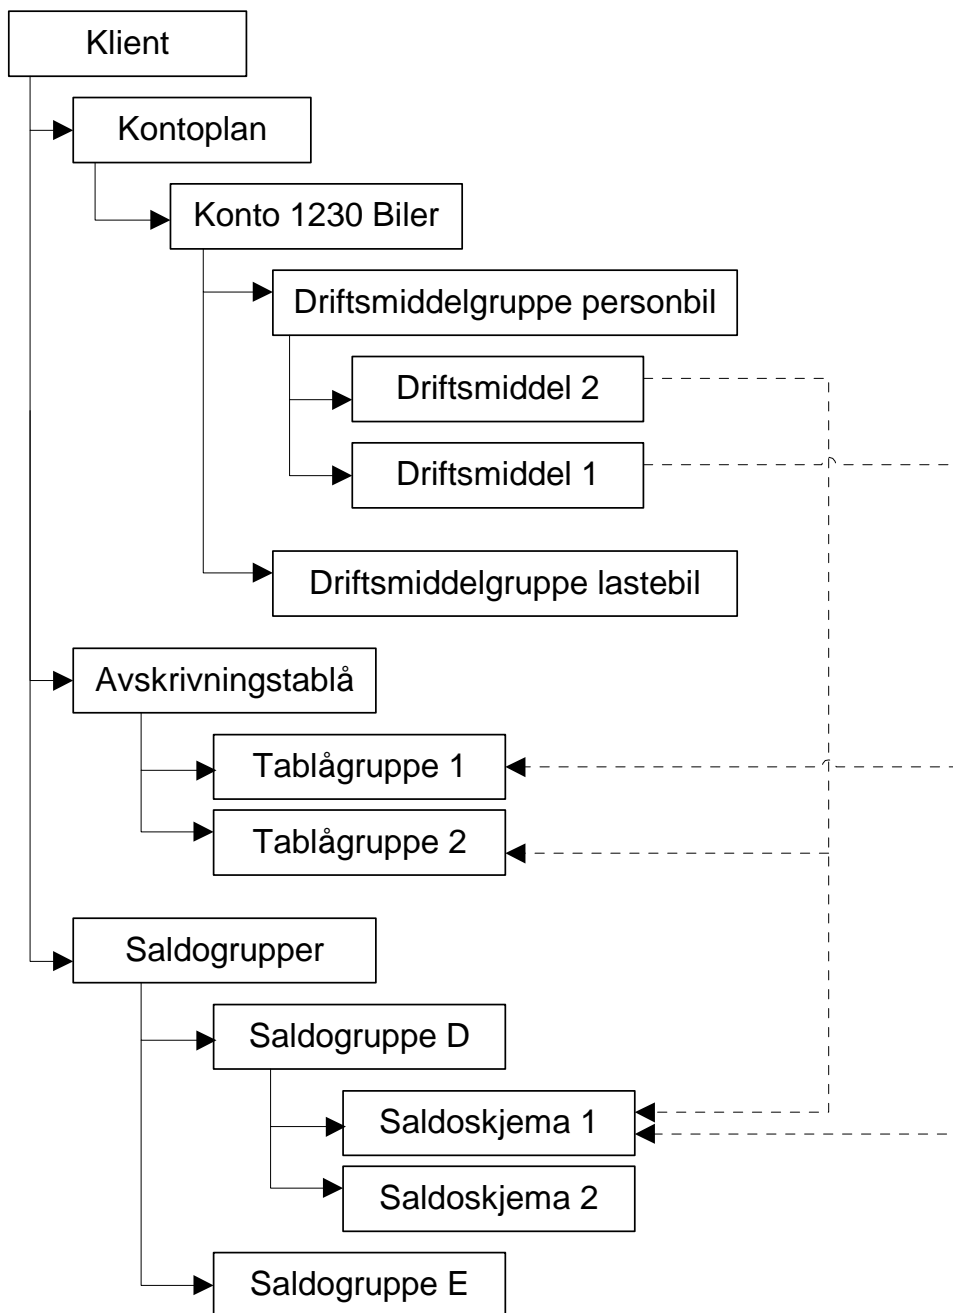 Klient
Kontoplan
Konto 1230 Biler
Driftsmiddelgruppe personbil
Driftsmiddel 2
Driftsmiddel 1
Driftsmiddelgruppe lastebil
Avskrivningstablå
Tablågruppe 1
Tablågruppe 2
Saldogrupper
Saldogruppe D
Saldoskjema 1
Saldoskjema 2
Saldogruppe E